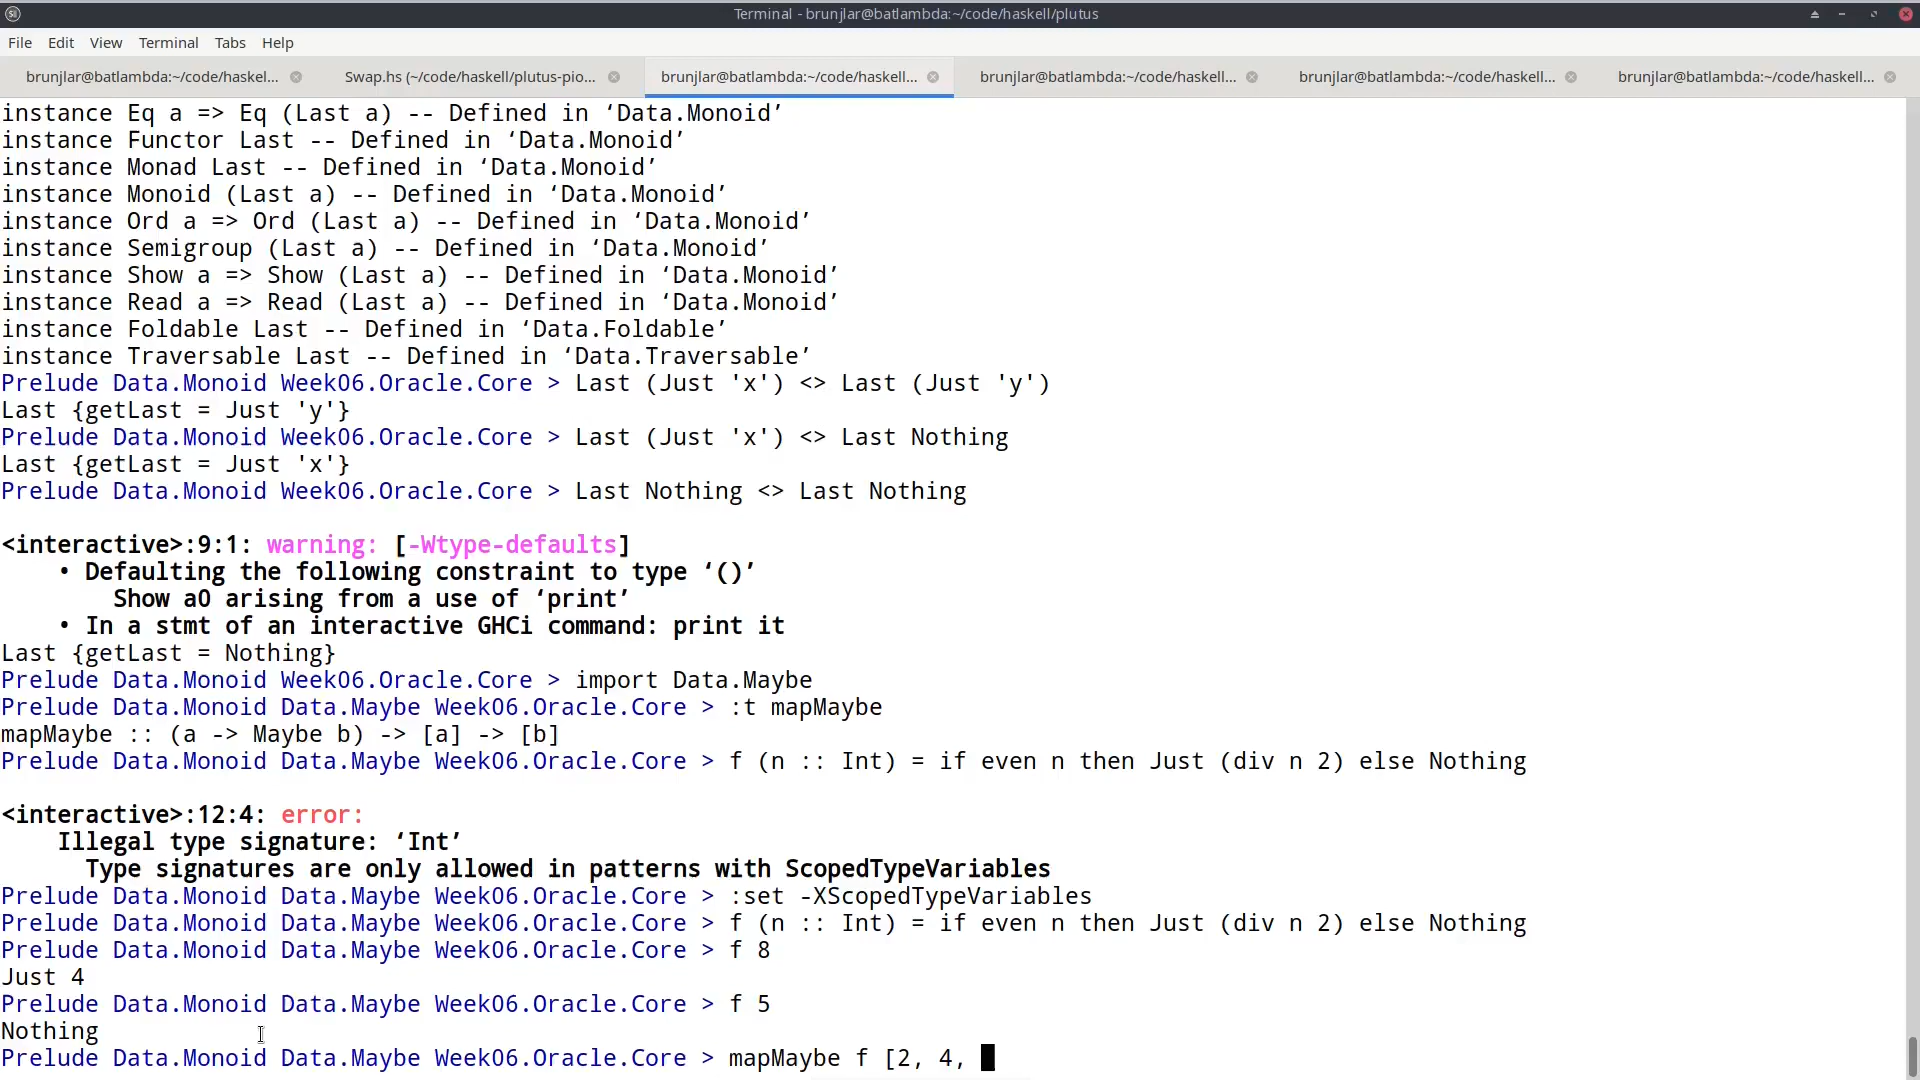 Terminal - brunjlar@batlambda:~/code/haskell/plutus
File Edit View Terminal Tabs Help
brunjlar@batlambda:~/code/haskel... Swap.hs (~/code/haskell/plutus-pio... brunjlar@batlambda:~/code/haskell... brunjlar@batlambda:~/code/haskell... brunjlar@batlambda:~/code/haskell... brunjlar@batlambda:~/code/haskell...
instance Eq a => Eq (Last a) -- Defined in ‘Data.Monoid’
instance Functor Last -- Defined in ‘Data.Monoid’
instance Monad Last -- Defined in ‘Data.Monoid’
instance Monoid (Last a) -- Defined in ‘Data.Monoid’
instance Ord a => Ord (Last a) -- Defined in ‘Data.Monoid’
instance Semigroup (Last a) -- Defined in ‘Data.Monoid’
instance Show a => Show (Last a) -- Defined in ‘Data.Monoid’
instance Read a => Read (Last a) -- Defined in ‘Data.Monoid’
instance Foldable Last -- Defined in ‘Data.Foldable’
instance Traversable Last -- Defined in ‘Data.Traversable’
Prelude Data.Monoid Week06.Oracle.Core > Last (Just 'x') <> Last (Just 'y')
Last {getLast = Just 'y'}
Prelude Data.Monoid Week06.Oracle.Core > Last (Just 'x') <> Last Nothing
Last {getLast = Just 'x'}
Prelude Data.Monoid Week06.Oracle.Core > Last Nothing <> Last Nothing
<interactive>:9:1: warning: [-Wtype-defaults]
• Defaulting the following constraint to type ‘()’
Show a0 arising from a use of ‘print’
• In a stmt of an interactive GHCi command: print it
Last {getLast = Nothing}
Prelude Data.Monoid Week06.Oracle.Core > import Data.Maybe
Prelude Data.Monoid Data.Maybe Week06.Oracle.Core > :t mapMaybe
mapMaybe :: (a -> Maybe b) -> [a] -> [b]
Prelude Data.Monoid Data.Maybe Week06.Oracle.Core > f (n :: Int) = if even n then Just (div n 2) else Nothing
<interactive>:12:4: error:
Illegal type signature: ‘Int’
Type signatures are only allowed in patterns with ScopedTypeVariables
Prelude Data.Monoid Data.Maybe Week06.Oracle.Core > :set -XScopedTypeVariables
Prelude Data.Monoid Data.Maybe Week06.Oracle.Core > f (n :: Int) = if even n then Just (div n 2) else Nothing
Prelude Data.Monoid Data.Maybe Week06.Oracle.Core > f 8
Just 4
Prelude Data.Monoid Data.Maybe Week06.Oracle.Core > f 5
Nothing
Prelude Data.Monoid Data.Maybe Week06.Oracle.Core > mapMaybe f [2, 4,